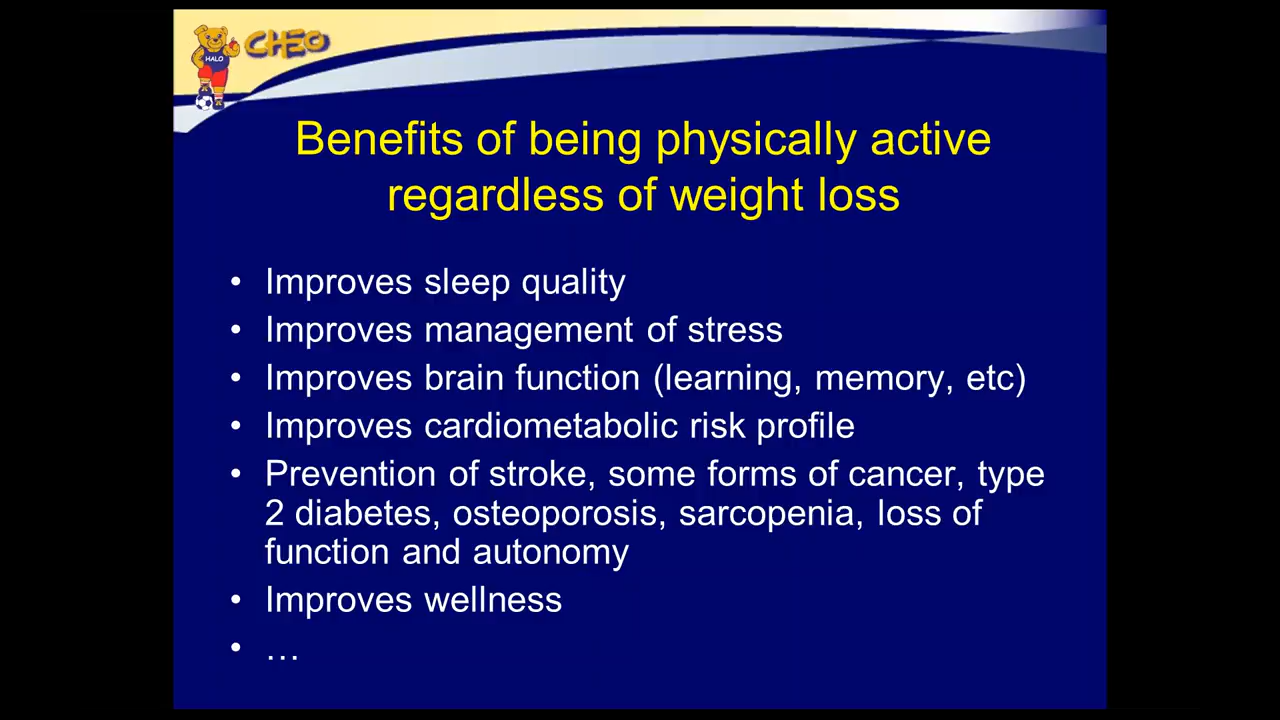 CHEO
HALO
Benefits of being physically active
regardless of weight loss
• Improves sleep quality
• Improves management of stress
• Improves brain function (learning, memory, etc)
• Improves cardiometabolic risk profile
• Prevention of stroke, some forms of cancer, type
2 diabetes, osteoporosis, sarcopenia, loss of
function and autonomy
• Improves wellness
• …